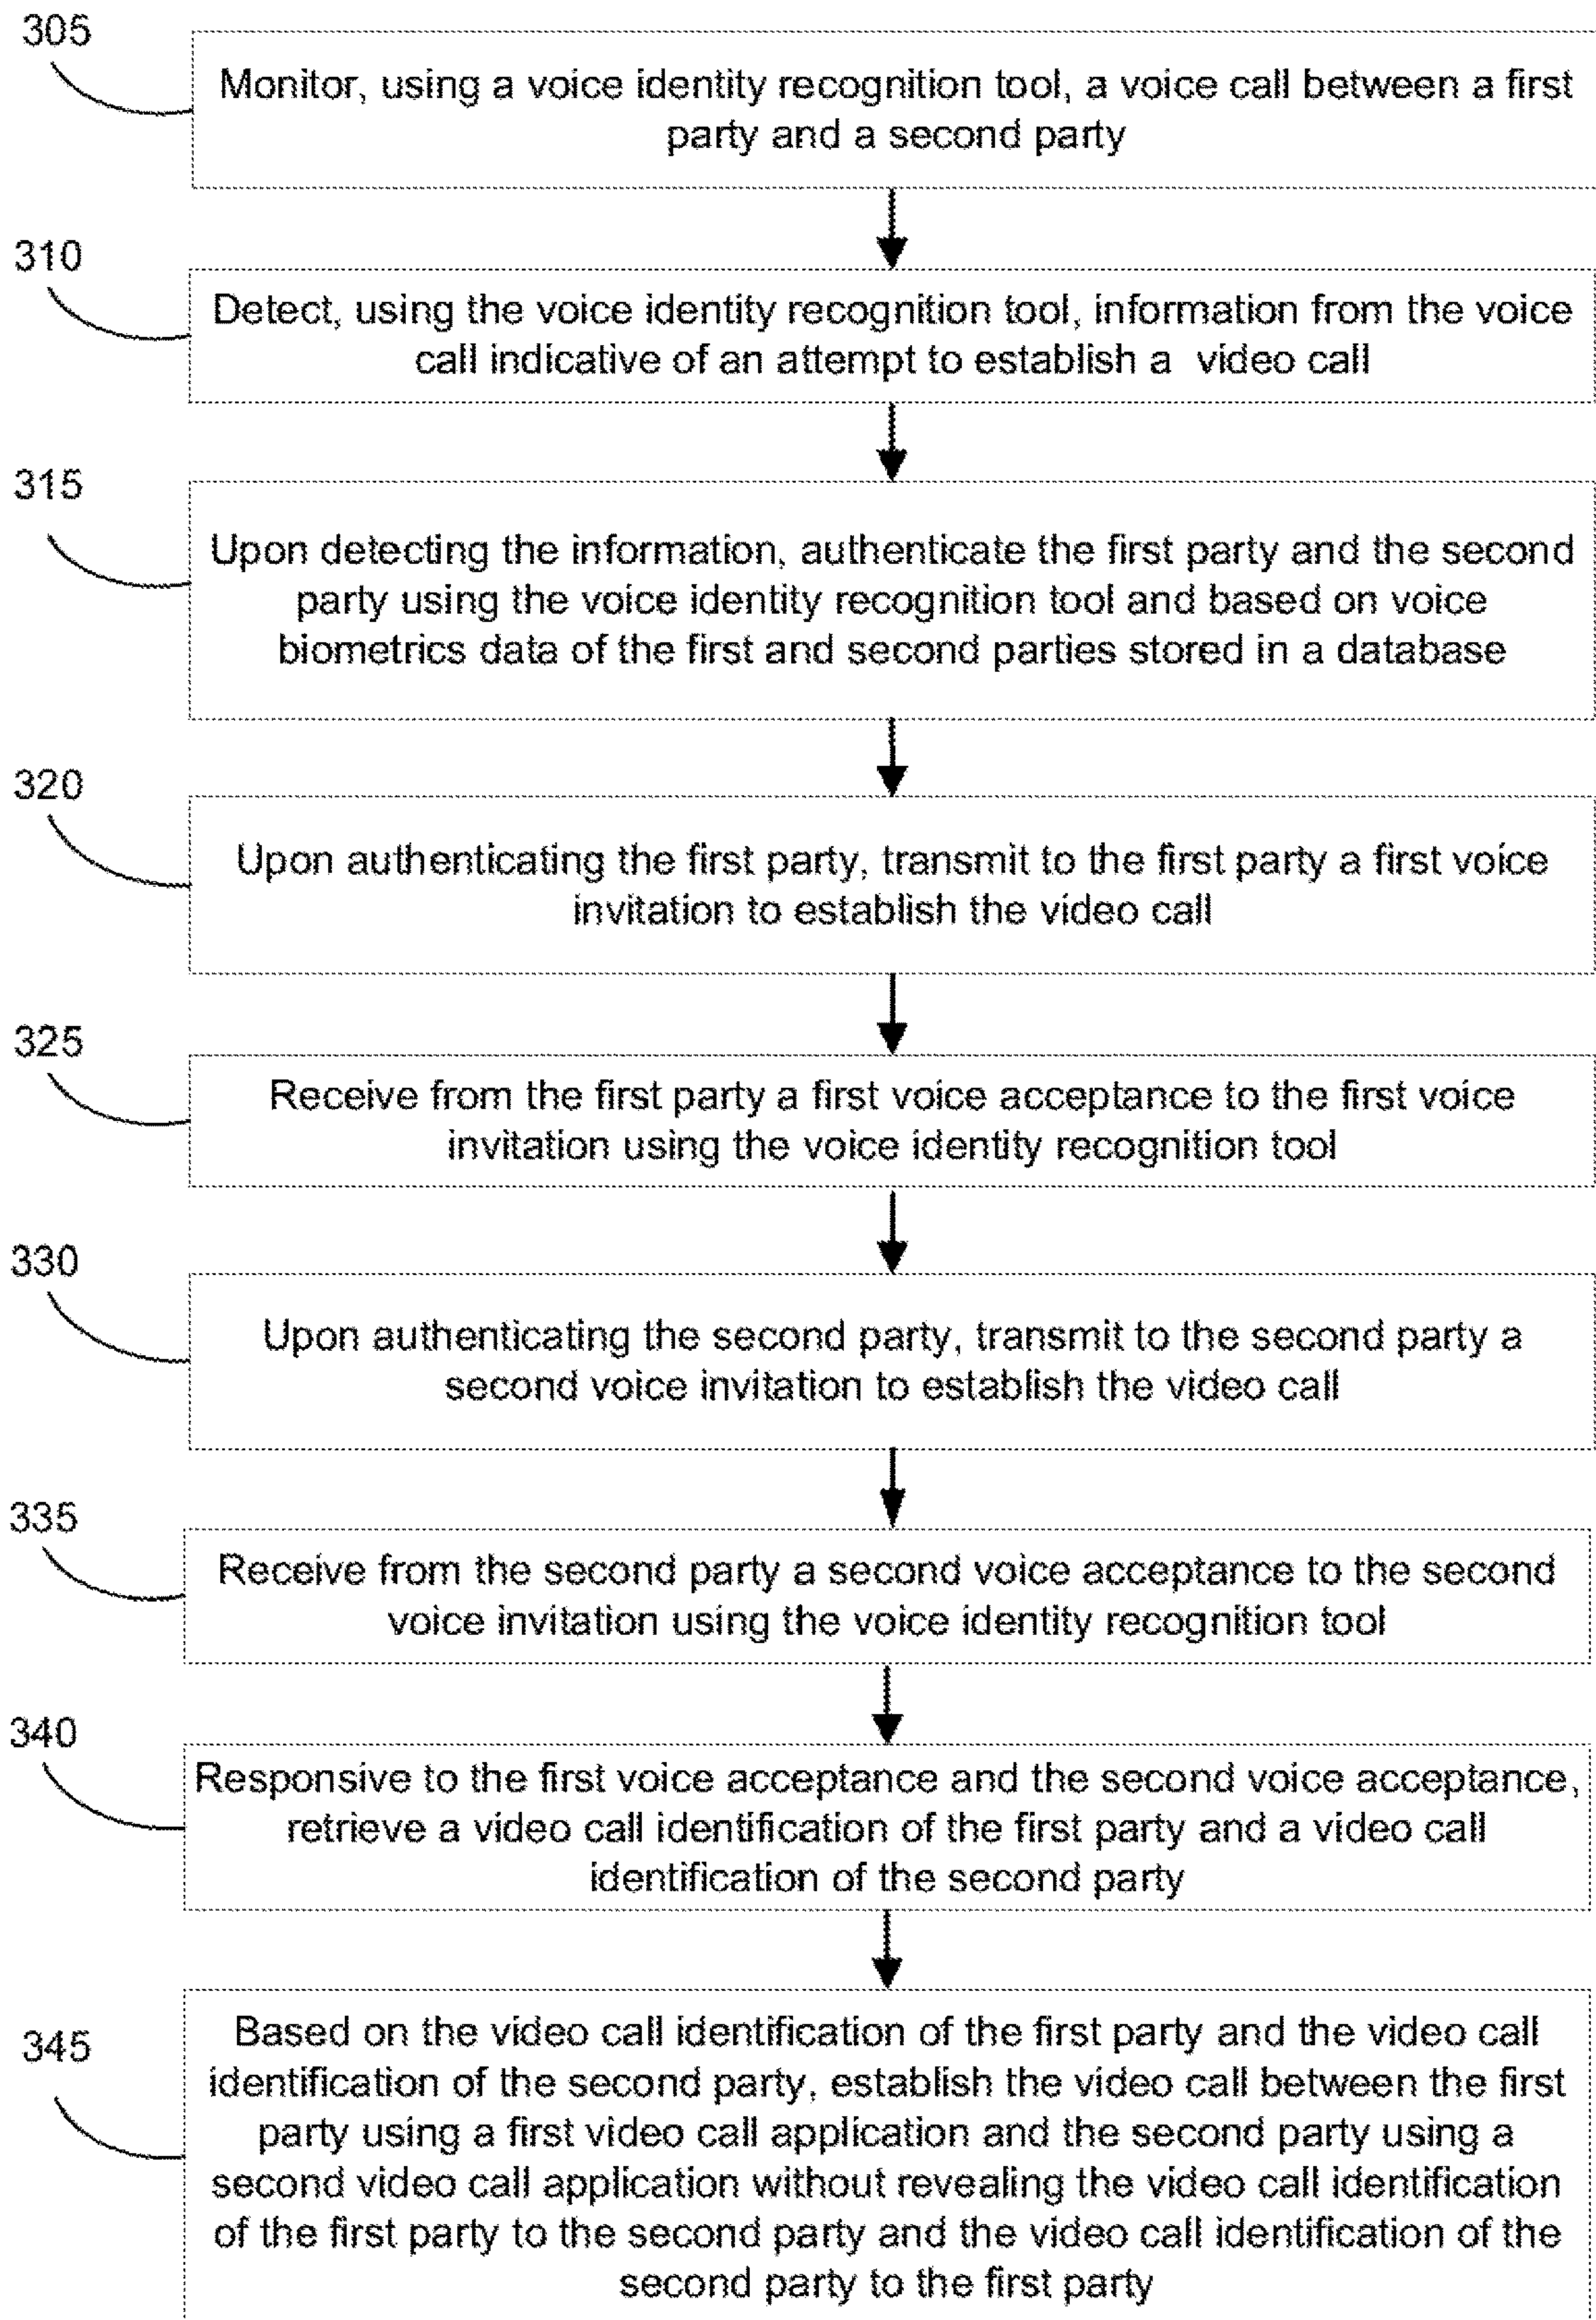 305
Monitor, using a voice identity recognition tool, a voice call between a first
party and a second party
310
Detect, using the voice identity recognition tool, information from the voice
call indicative of an attempt to establish a video call
315
Upon detecting the information, authenticate the first party and the second
party using the voice identity recognition tool and based on voice
biometrics data of the first and second parties stored in a database
320
Upon authenticating the first party, transmit to the first party a first voice
invitation to establish the video call
325
Receive from the first party a first voice acceptance to the first voice
invitation using the voice identity recognition tool
330
Upon authenticating the second party, transmit to the second party a
second voice invitation to establish the video call
335
Receive from the second party a second voice acceptance to the second
voice invitation using the voice identity recognition tool
340
Responsive to the first voice acceptance and the second voice acceptance,
retrieve a video call identification of the first party and a video call
identification of the second party
345
Based on the video call identification of the first party and the video call
identification of the second party, establish the video call between the first
party using a first video call application and the second party using a
second video call application without revealing the video call identification
of the first party to the second party and the video call identification of the
second party to the first party